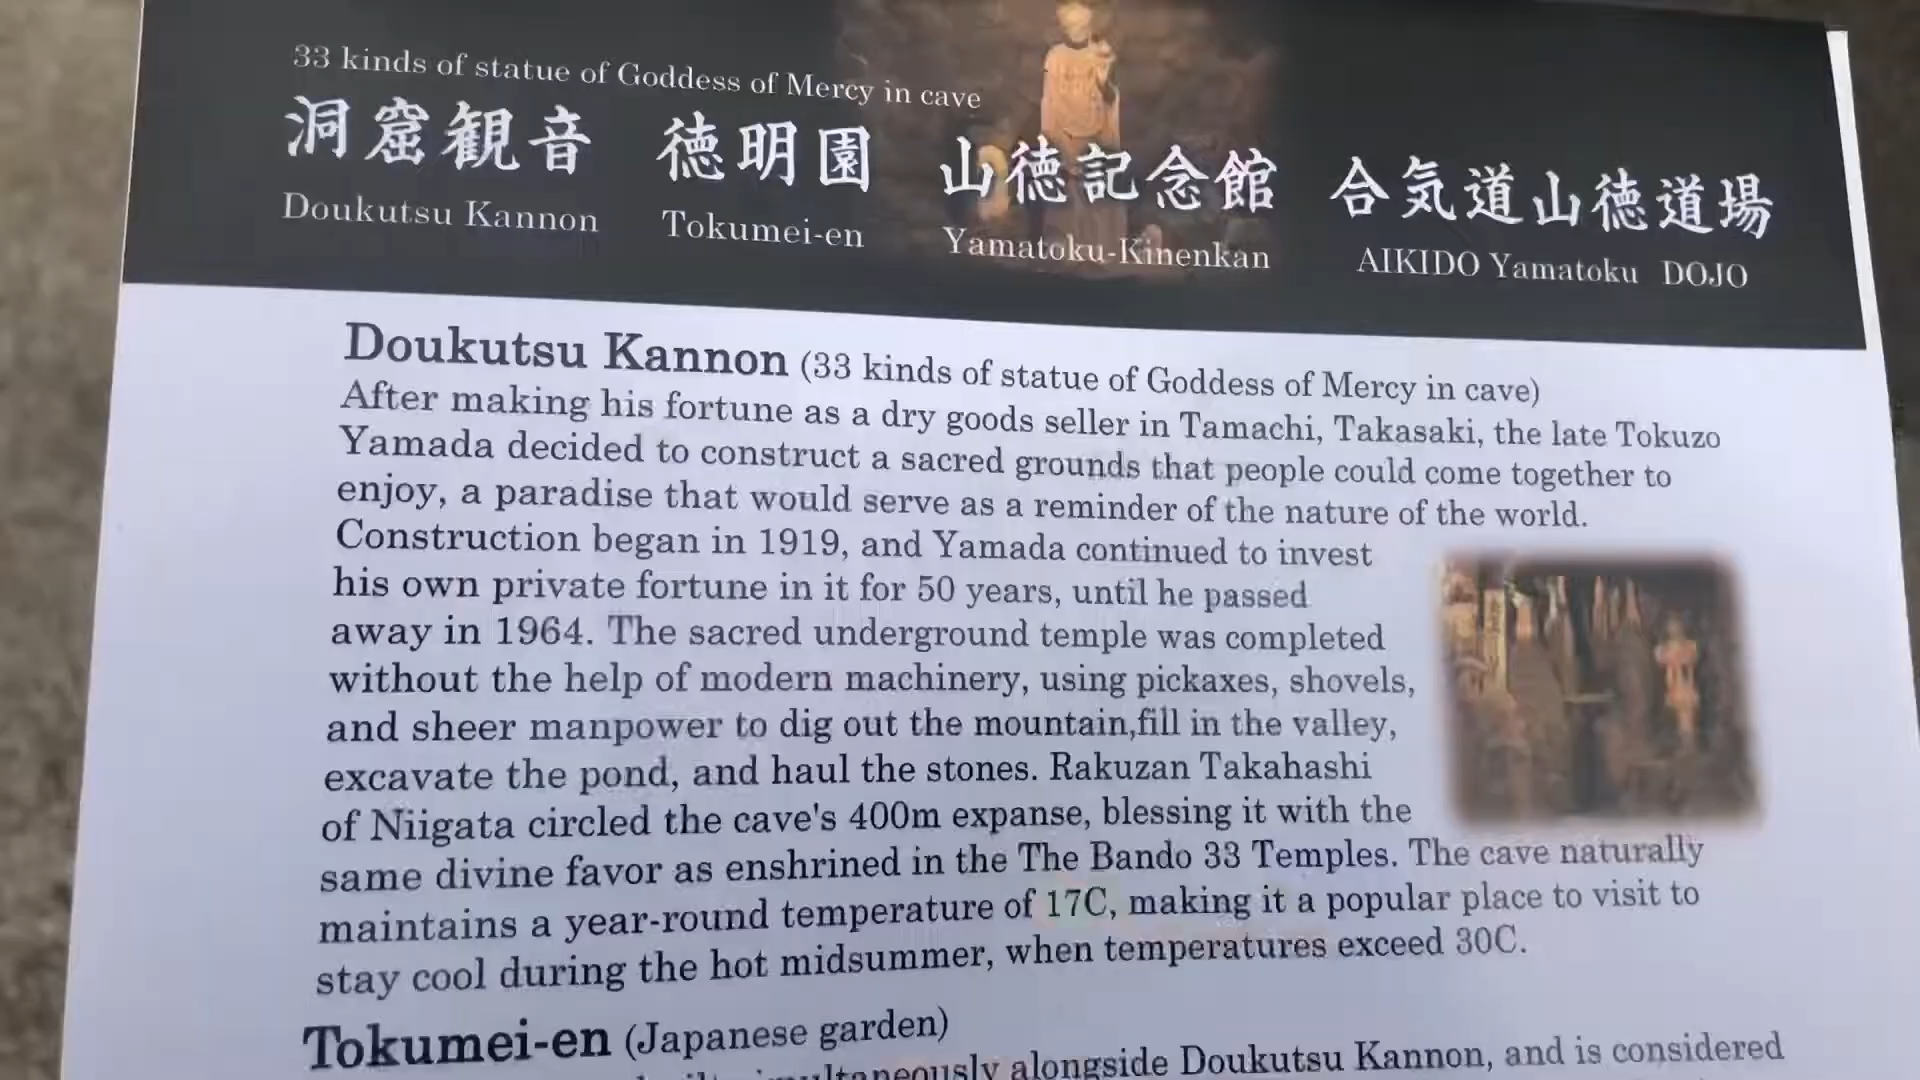 33 kinds of statue of Goddess of Mercy in cave
洞窟観音 徳明園 山徳記念館 合気道山徳道場
Doukutsu Kannon Tokumei-en Yamatoku-Kinenkan AIKIDO Yamatoku DOJO
Doukutsu Kannon (33 kinds of statue of Goddess of Mercy in cave)
After making his fortune as a dry goods seller in Tamachi, Takasaki, the late Tokuzo
Yamada decided to construct a sacred grounds that people could come together to
enjoy, a paradise that would serve as a reminder of the nature of the world.
Construction began in 1919, and Yamada continued to invest
his own private fortune in it for 50 years, until he passed
away in 1964. The sacred underground temple was completed
without the help of modern machinery, using pickaxes, shovels,
and sheer manpower to dig out the mountain,fill in the valley,
excavate the pond, and haul the stones. Rakuzan Takahashi
of Niigata circled the cave's 400m expanse, blessing it with the
same divine favor as enshrined in the The Bando 33 Temples. The cave naturally
maintains a year-round temperature of 17C, making it a popular place to visit to
stay cool during the hot midsummer, when temperatures exceed 30C.
Tokumei-en (Japanese garden)
simultaneously alongside Doukutsu Kannon, and is considered